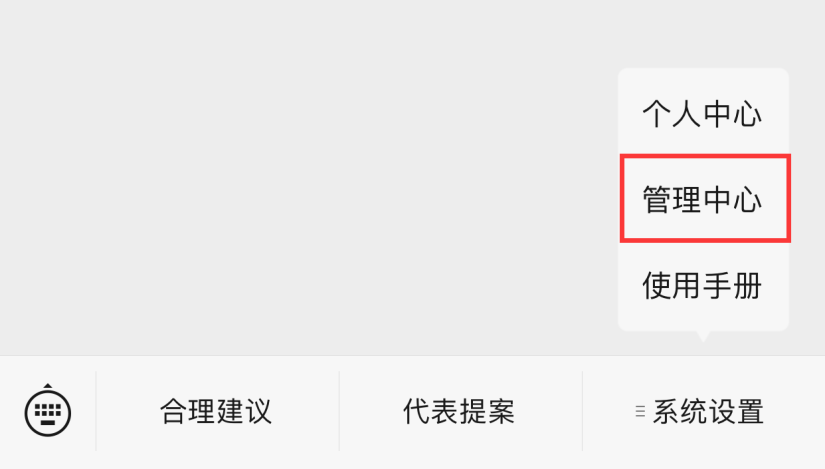 个人中心
管理中心
使用手册
合理建议
代表提案
系统设置